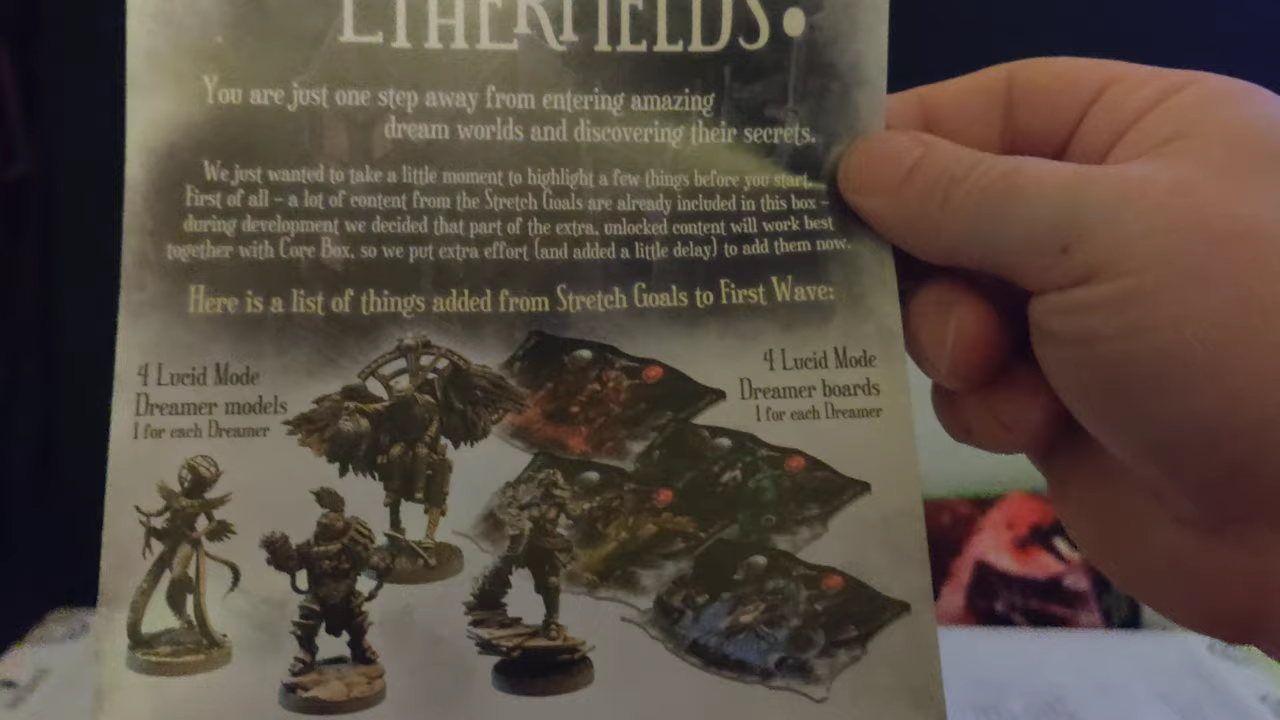 ETHERFIELDS.
You are just one step away from entering amazing
dream worlds and discovering their secrets.
We just wanted to take a little moment to highlight a few things before you start.
First of all – a lot of content from the Stretch Goals are already included in this box –
during development we decided that part of the extra, unlocked content will work best
together with Core Box, so we put extra effort (and added a little delay) to add them now.
Here is a list of things added from Stretch Goals to First Wave:
4 Lucid Mode
Dreamer models
1 for each Dreamer
4 Lucid Mode
Dreamer boards
1 for each Dreamer